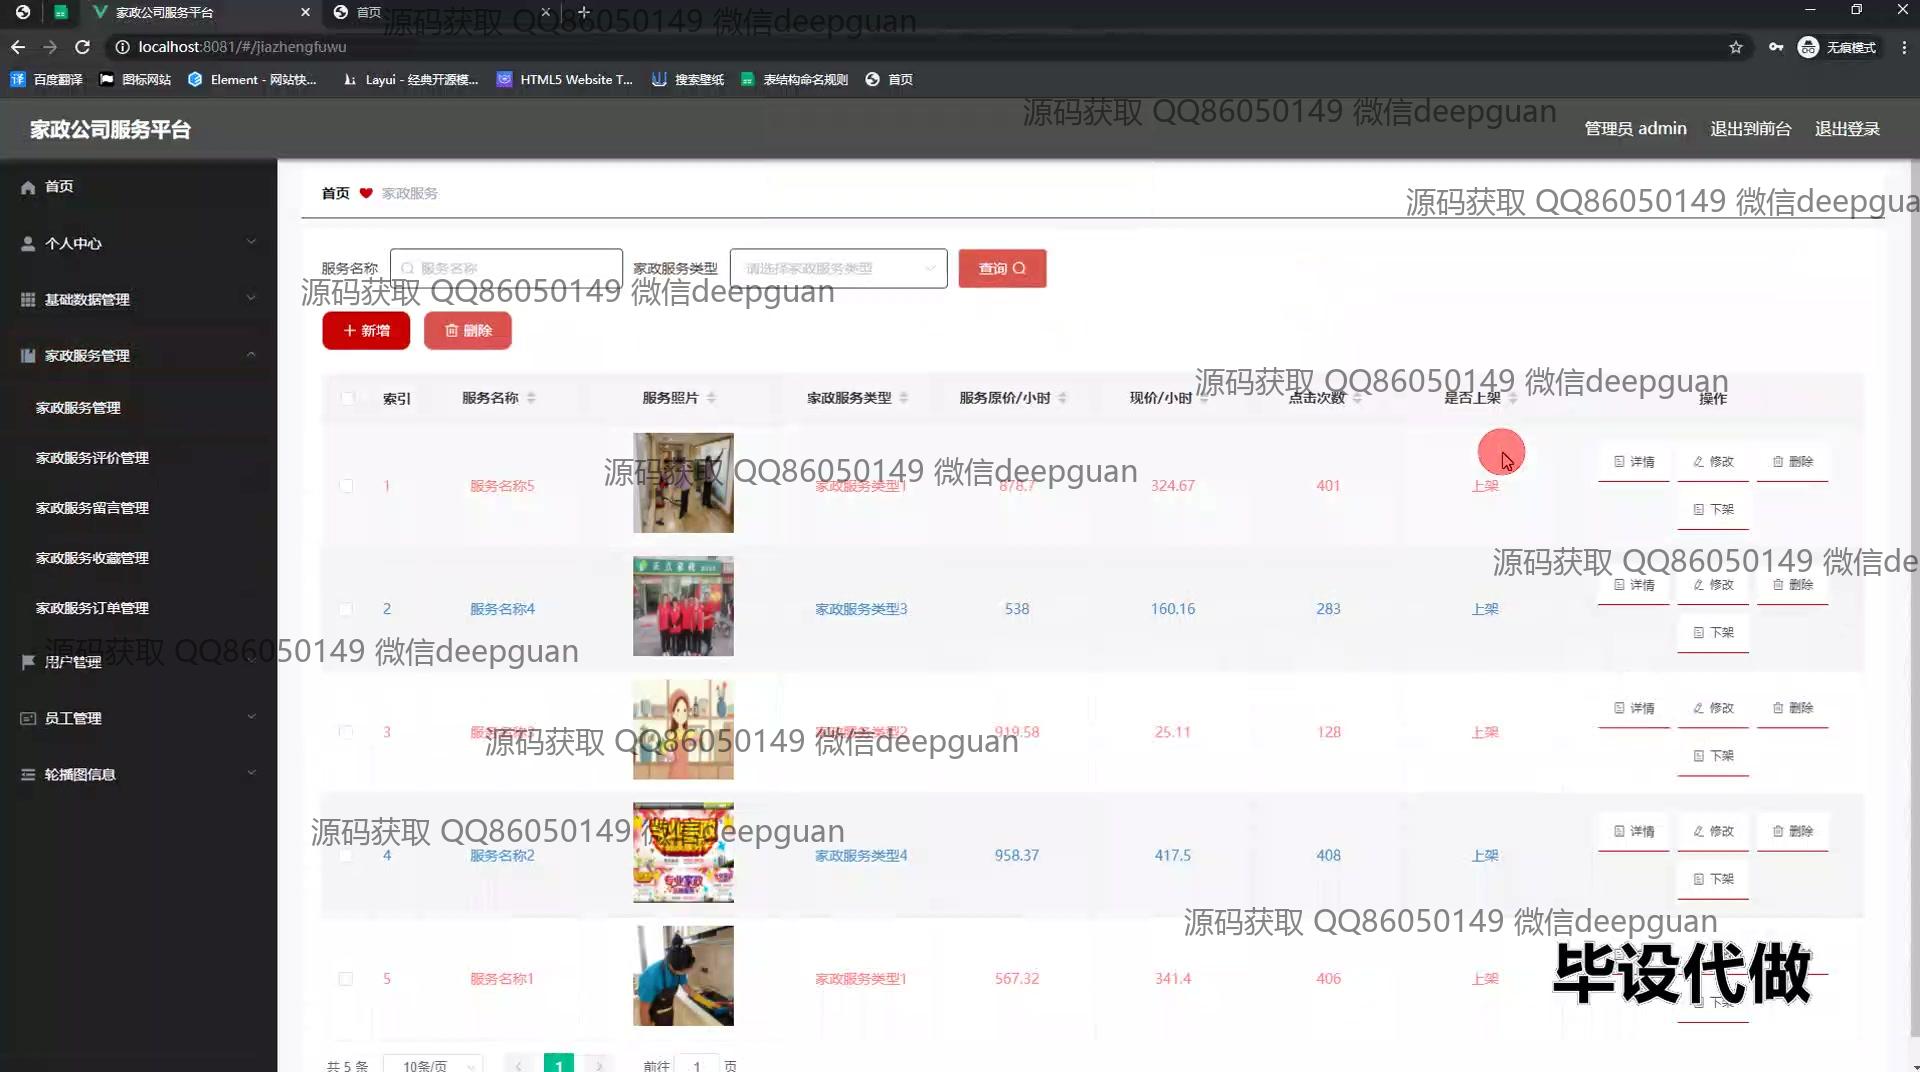 家政公司服务平台
首页
localhost:8081/#/jiazhengfuwu
无痕模式
百度翻译
图标网站
Element - 网站快...
Layui - 经典开源模...
HTML5 Website T...
搜索壁纸
表结构命名规则
首页
源码获取 QQ86050149 微信deepguan
源码获取 QQ86050149 微信deepguan
家政公司服务平台
管理员 admin
退出到前台
退出登录
首页
个人中心
基础数据管理
家政服务管理
家政服务管理
家政服务评价管理
家政服务留言管理
家政服务收藏管理
家政服务订单管理
用户管理
员工管理
轮播图信息
首页 家政服务
源码获取 QQ86050149 微信deepgua
服务名称 服务名称 家政服务类型 请选择家政服务类型 查询
源码获取 QQ86050149 微信deepguan
新增 删除
源码获取 QQ86050149 微信deepguan
索引 服务名称 服务照片 家政服务类型 服务原价/小时 现价/小时 点击次数 是否上架 操作
源码获取 QQ86050149 微信deepguan
1 服务名称5 家政服务类型1 878.7 324.67 401 上架 详情 修改 删除
下架
源码获取 QQ86050149 微信de
2 服务名称4 家政服务类型3 538 160.16 283 上架 详情 修改 删除
下架
源码获取 QQ86050149 微信deepguan
3 服务名称3 家政服务类型2 919.58 25.11 128 上架 详情 修改 删除
下架
源码获取 QQ86050149 微信deepguan
源码获取 QQ86050149 微信deepguan
4 服务名称2 家政服务类型4 958.37 417.5 408 上架 详情 修改 删除
下架
专业家政
源码获取 QQ86050149 微信deepguan
5 服务名称1 家政服务类型1 567.32 341.4 406 上架
毕设代做
下架
共 5 条 10条/页 1 前往 1 页